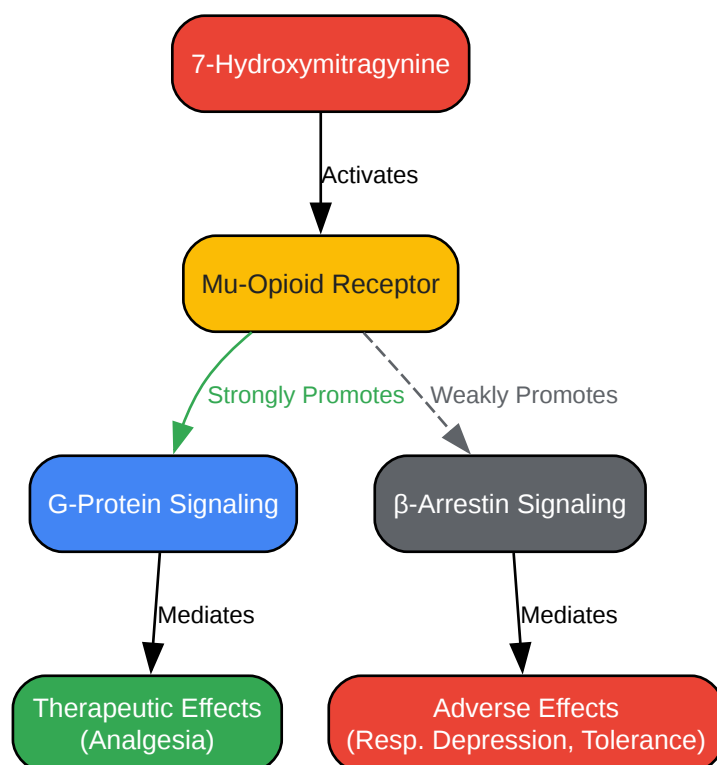 7-Hydroxymitragynine
Activates
Mu-Opioid Receptor
Strongly Promotes
Weakly Promotes
G-Protein Signaling
β-Arrestin Signaling
Mediates
Mediates
Therapeutic Effects
(Analgesia)
Adverse Effects
(Resp. Depression, Tolerance)